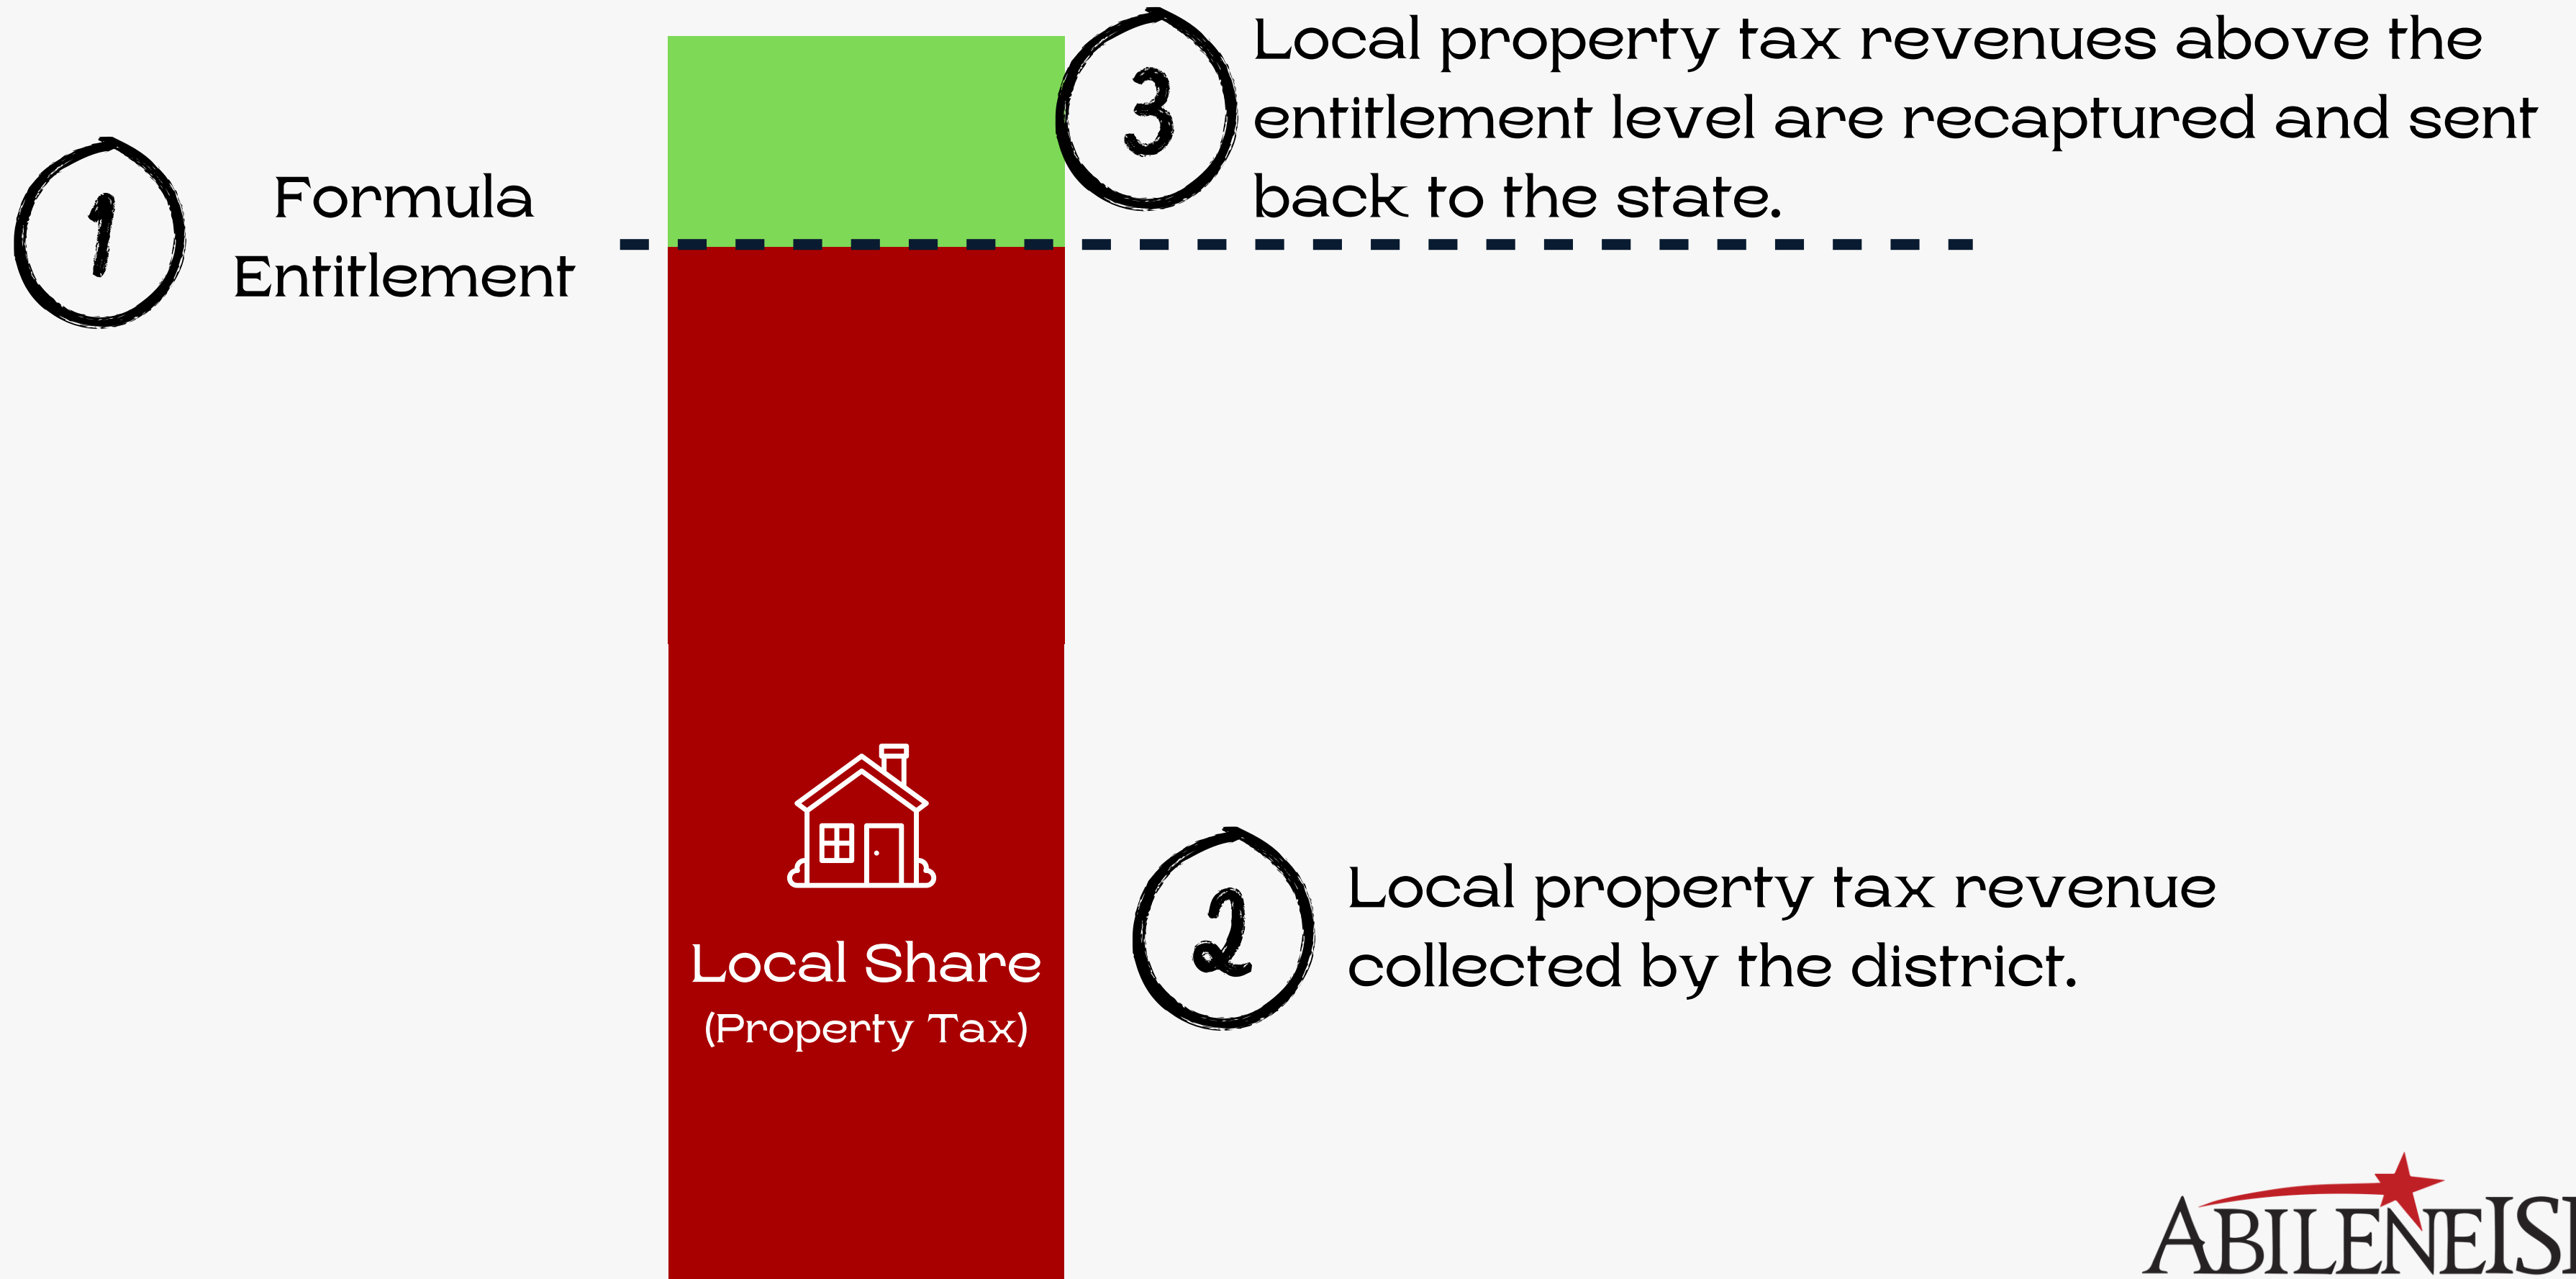 1
Formula
Entitlement
3
Local property tax revenues above the
entitlement level are recaptured and sent
back to the state.
Local Share
(Property Tax)
2
Local property tax revenue
collected by the district.